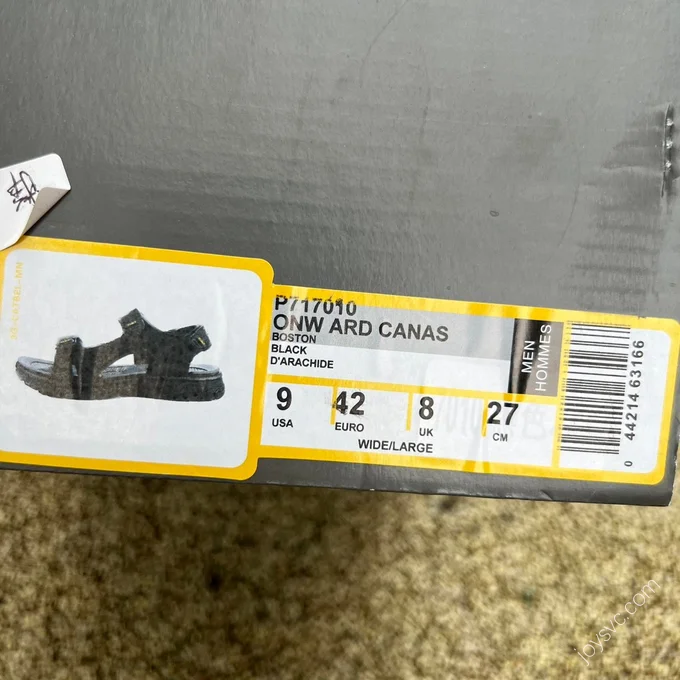 P717010
ONW ARD CANAS
BOSTON
BLACK
D'ARACHIDE
MEN
HOMMES
9
USA
42
EURO
8
UK
27
CM
WIDE/LARGE
0 44214 63166
joysvc.com